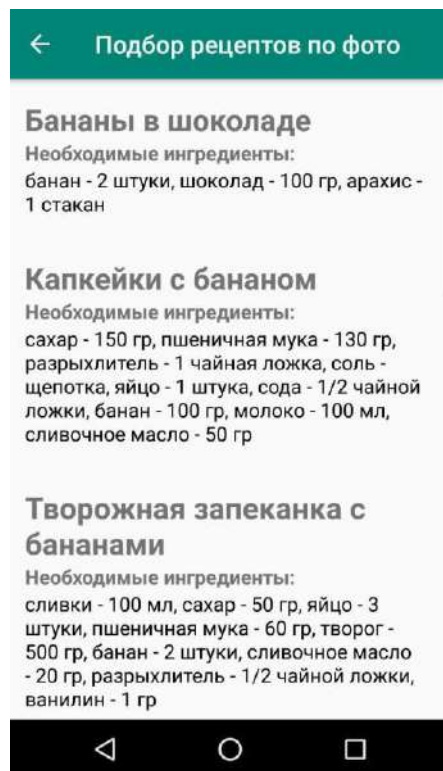 Подбор рецептов по фото
Бананы в шоколаде
Необходимые ингредиенты:
банан - 2 штуки, шоколад - 100 гр, арахис -
1 стакан
Капкейки с бананом
Необходимые ингредиенты:
сахар - 150 гр, пшеничная мука - 130 гр,
разрыхлитель - 1 чайная ложка, соль -
щепотка, яйцо - 1 штука, сода - 1/2 чайной
ложки, банан - 100 гр, молоко - 100 мл,
сливочное масло - 50 гр
Творожная запеканка с
бананами
Необходимые ингредиенты:
сливки - 100 мл, сахар - 50 гр, яйцо - 3
штуки, пшеничная мука - 60 гр, творог -
500 гр, банан - 2 штуки, сливочное масло
- 20 гр, разрыхлитель - 1/2 чайной ложки,
ванилин - 1 гр